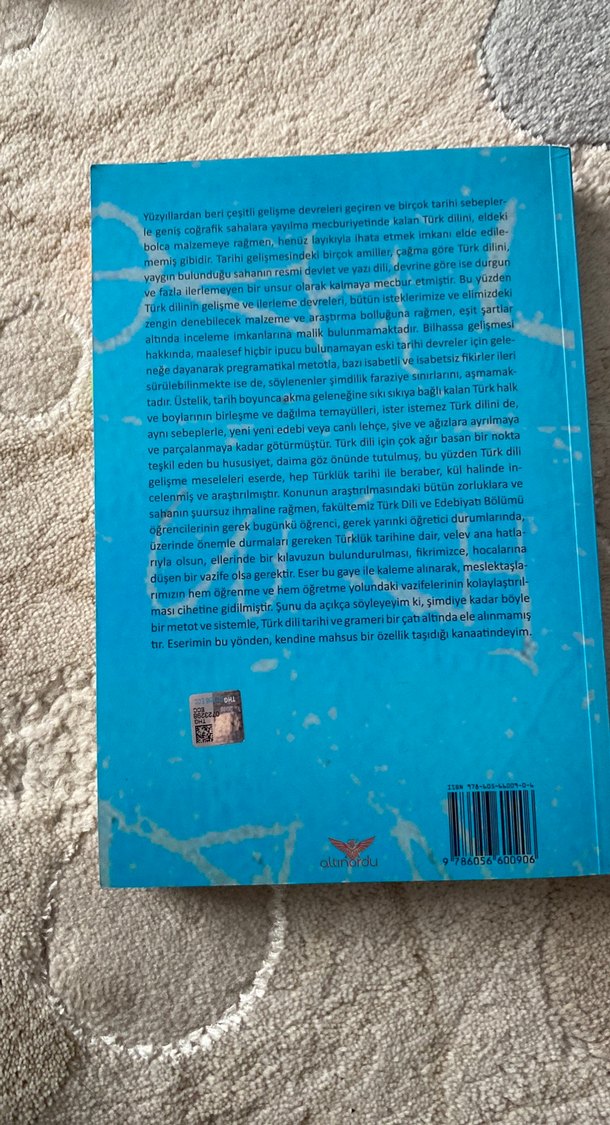 Yüzyıllardan beri çeşitli gelişme devreleri geçiren ve birçok tarihi sebepler-
le geniş coğrafik sahalara yayılma mecburiyetinde kalan Türk dilini, eldeki
bolca malzemeye rağmen, henüz layıkıyla ihata etmek imkanı elde edile-
memiş gibidir. Tarihi gelişmesindeki birçok amiller, çağma göre Türk dilini,
yaygın bulunduğu sahanın resmi devlet ve yazı dili, devrine göre ise durgun
ve fazla ilerlemeyen bir unsur olarak kalmaya mecbur etmiştir. Bu yüzden
Türk dilinin gelişme ve ilerleme devreleri, bütün isteklerimize ve elimizdeki
zengin denebilecek malzeme ve araştırma bolluğuna rağmen, eşit şartlar
altında inceleme imkanlarına malik bulunmamaktadır. Bilhassa gelişmesi
hakkında, maalesef hiçbir ipucu bulunamayan eski tarihi devreler için gele-
neğe dayanarak pregramatikal metotla, bazı isabetli ve isabetsiz fikirler ileri
sürülebilinmekte ise de, söylenenler şimdilik faraziye sınırlarını, aşmamak-
tadır. Üstelik, tarih boyunca akma geleneğine sıkı sıkıya bağlı kalan Türk halk
ve boylarının birleşme ve dağılma temayülleri, ister istemez Türk dilini de,
aynı sebeplerle, yeni yeni edebi veya canlı lehçe, şive ve ağızlara ayrılmaya
ve parçalanmaya kadar götürmüştür. Türk dili için çok ağır basan bir nokta
teşkil eden bu hususiyet, daima göz önünde tutulmuş, bu yüzden Türk dili
gelişme meseleleri eserde, hep Türklük tarihi ile beraber, kül halinde in-
celenmiş ve araştırılmıştır. Konunun araştırılmasındaki bütün zorluklara ve
sahanın şuursuz ihmaline rağmen, fakültemiz Türk Dili ve Edebiyatı Bölümü
öğrencilerinin gerek bugünkü öğrenci, gerek yarınki öğretici durumlarında,
üzerinde önemle durmaları gereken Türklük tarihine dair, velev ana hatla-
rıyla olsun, ellerinde bir kılavuzun bulundurulması, fikrimizce, hocalarına
düşen bir vazife olsa gerektir. Eser bu gaye ile kaleme alınarak, meslektaşla-
rımızın hem öğrenme ve hem öğretme yolundaki vazifelerinin kolaylaştırıl-
ması cihetine gidilmiştir. Şunu da açıkça söyleyeyim ki, şimdiye kadar böyle
bir metot ve sistemle, Türk dili tarihi ve grameri bir çatı altında ele alınmamış
tır. Eserimin bu yönden, kendine mahsus bir özellik taşıdığı kanaatindeyim.
THG
ECC
07233298
THG
altınordu
ISBN 978-605-66009-0-6
9 786056 600906